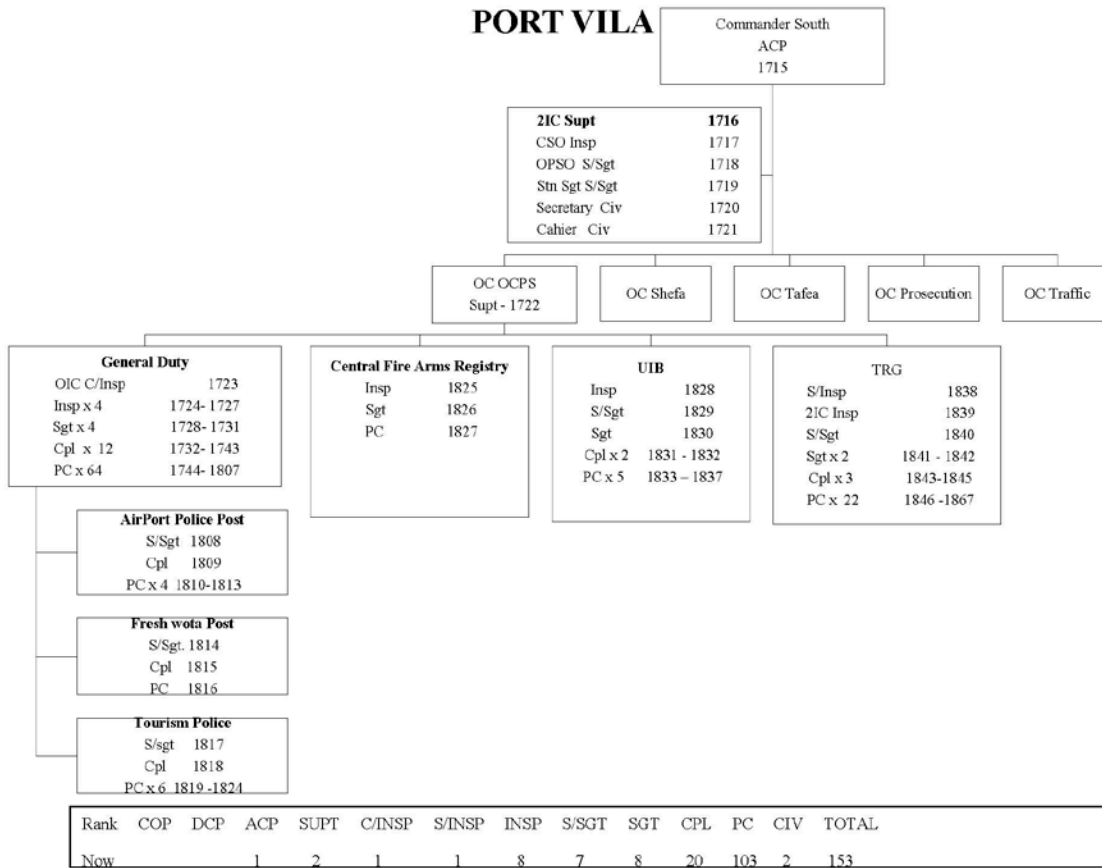 PORT VILA
Commander South
ACP
1715
2IC Supt 1716
CSO Insp 1717
OPSO S/Sgt 1718
Stn Sgt S/Sgt 1719
Secretary Civ 1720
Cahier Civ 1721
OC OCPS
Supt - 1722
OC Shefa
OC Tafea
OC Prosecution
OC Traffic
General Duty
OIC C/Insp 1723
Insp x 4 1724- 1727
Sgt x 4 1728- 1731
Cpl x 12 1732- 1743
PC x 64 1744- 1807
Central Fire Arms Registry
Insp 1825
Sgt 1826
PC 1827
UIB
Insp 1828
S/Sgt 1829
Sgt 1830
Cpl x 2 1831 - 1832
PC x 5 1833 – 1837
TRG
S/Insp 1838
2IC Insp 1839
S/Sgt 1840
Sgt x 2 1841 - 1842
Cpl x 3 1843-1845
PC x 22 1846 -1867
AirPort Police Post
S/Sgt 1808
Cpl 1809
PC x 4 1810-1813
Fresh wota Post
S/Sgt. 1814
Cpl 1815
PC 1816
Tourism Police
S/sgt 1817
Cpl 1818
PC x 6 1819 -1824
Rank COP DCP ACP SUPT C/INSP S/INSP INSP S/SGT SGT CPL PC CIV TOTAL
Now 1 2 1 1 8 7 8 20 103 2 153